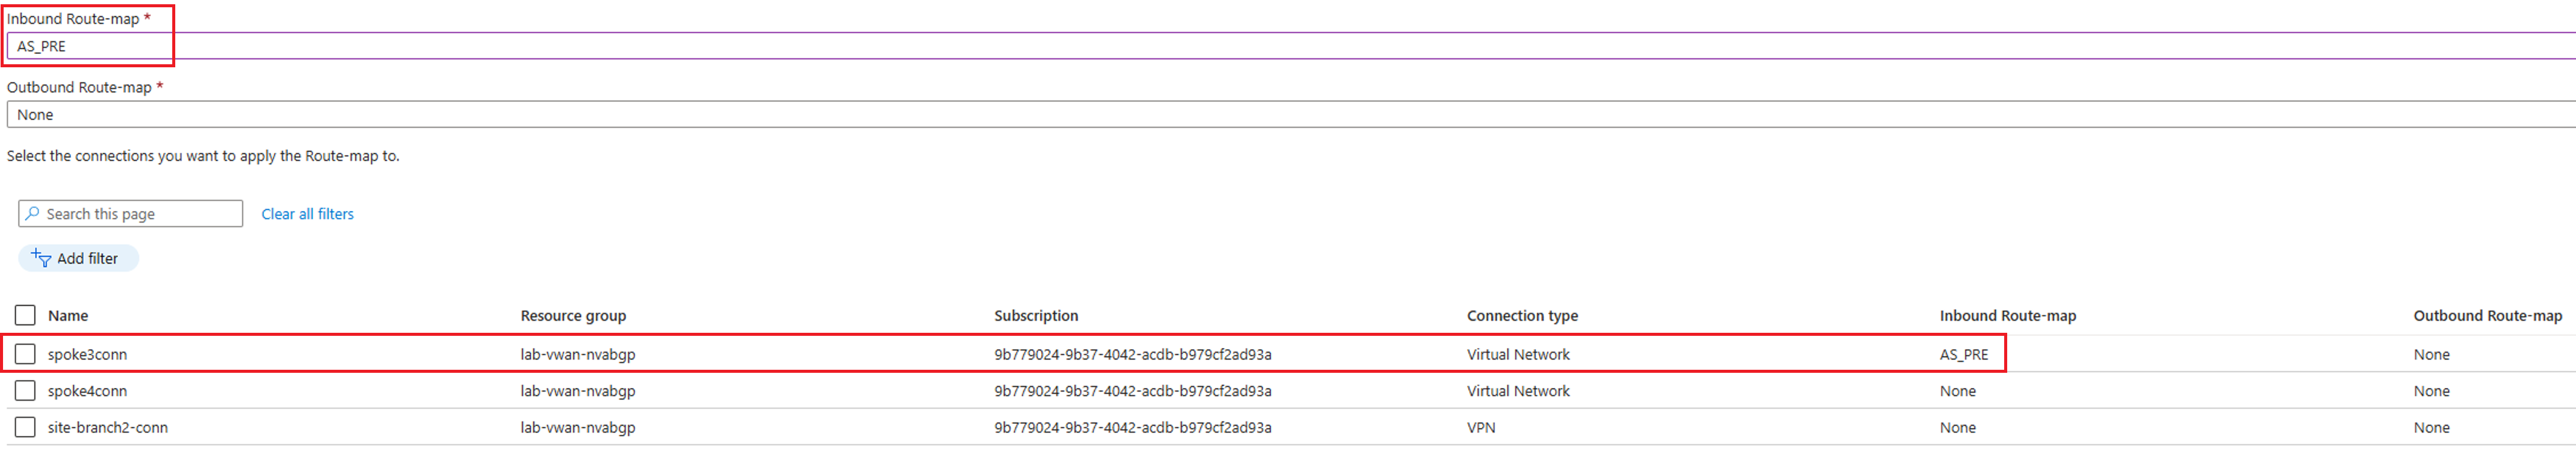 Inbound Route-map *
AS_PRE
Outbound Route-map *
None
Select the connections you want to apply the Route-map to.
Search this page Clear all filters
Add filter
Name Resource group Subscription Connection type Inbound Route-map Outbound Route-map
spoke3conn lab-vwan-nvabgp 9b779024-9b37-4042-acdb-b979cf2ad93a Virtual Network AS_PRE None
spoke4conn lab-vwan-nvabgp 9b779024-9b37-4042-acdb-b979cf2ad93a Virtual Network None None
site-branch2-conn lab-vwan-nvabgp 9b779024-9b37-4042-acdb-b979cf2ad93a VPN None None